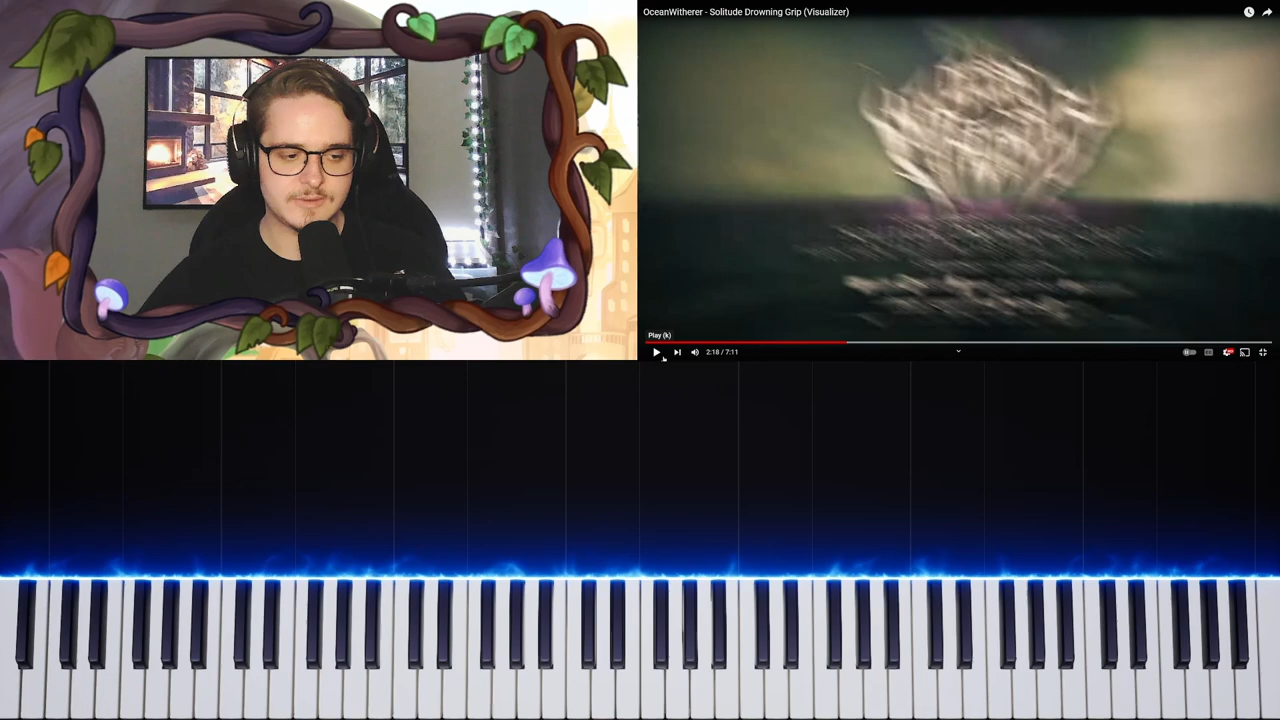 OceanWitherer - Solitude Drowning Grip (Visualizer)
Play (k)
2:18 / 7:11